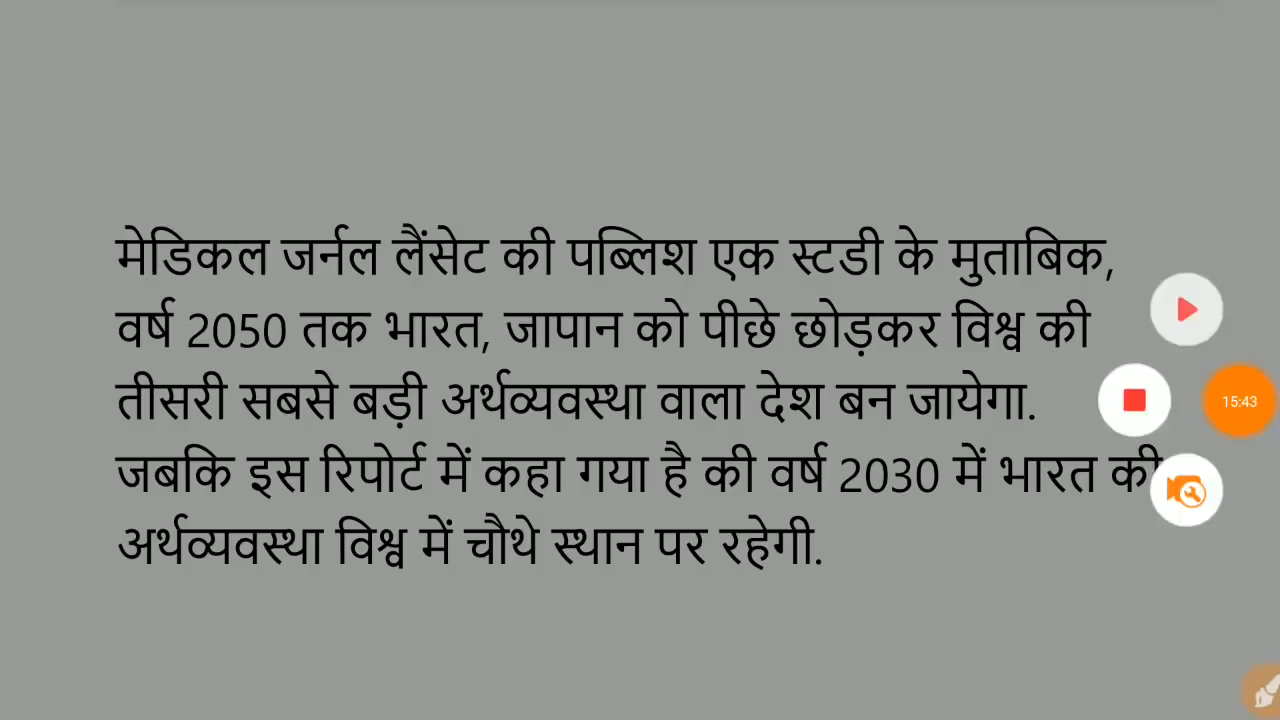 मेडिकल जर्नल लैंसेट की पब्लिश एक स्टडी के मुताबिक,
वर्ष 2050 तक भारत, जापान को पीछे छोड़कर विश्व की
तीसरी सबसे बड़ी अर्थव्यवस्था वाला देश बन जायेगा.
15:43
जबकि इस रिपोर्ट में कहा गया है की वर्ष 2030 में भारत की
अर्थव्यवस्था विश्व में चौथे स्थान पर रहेगी.